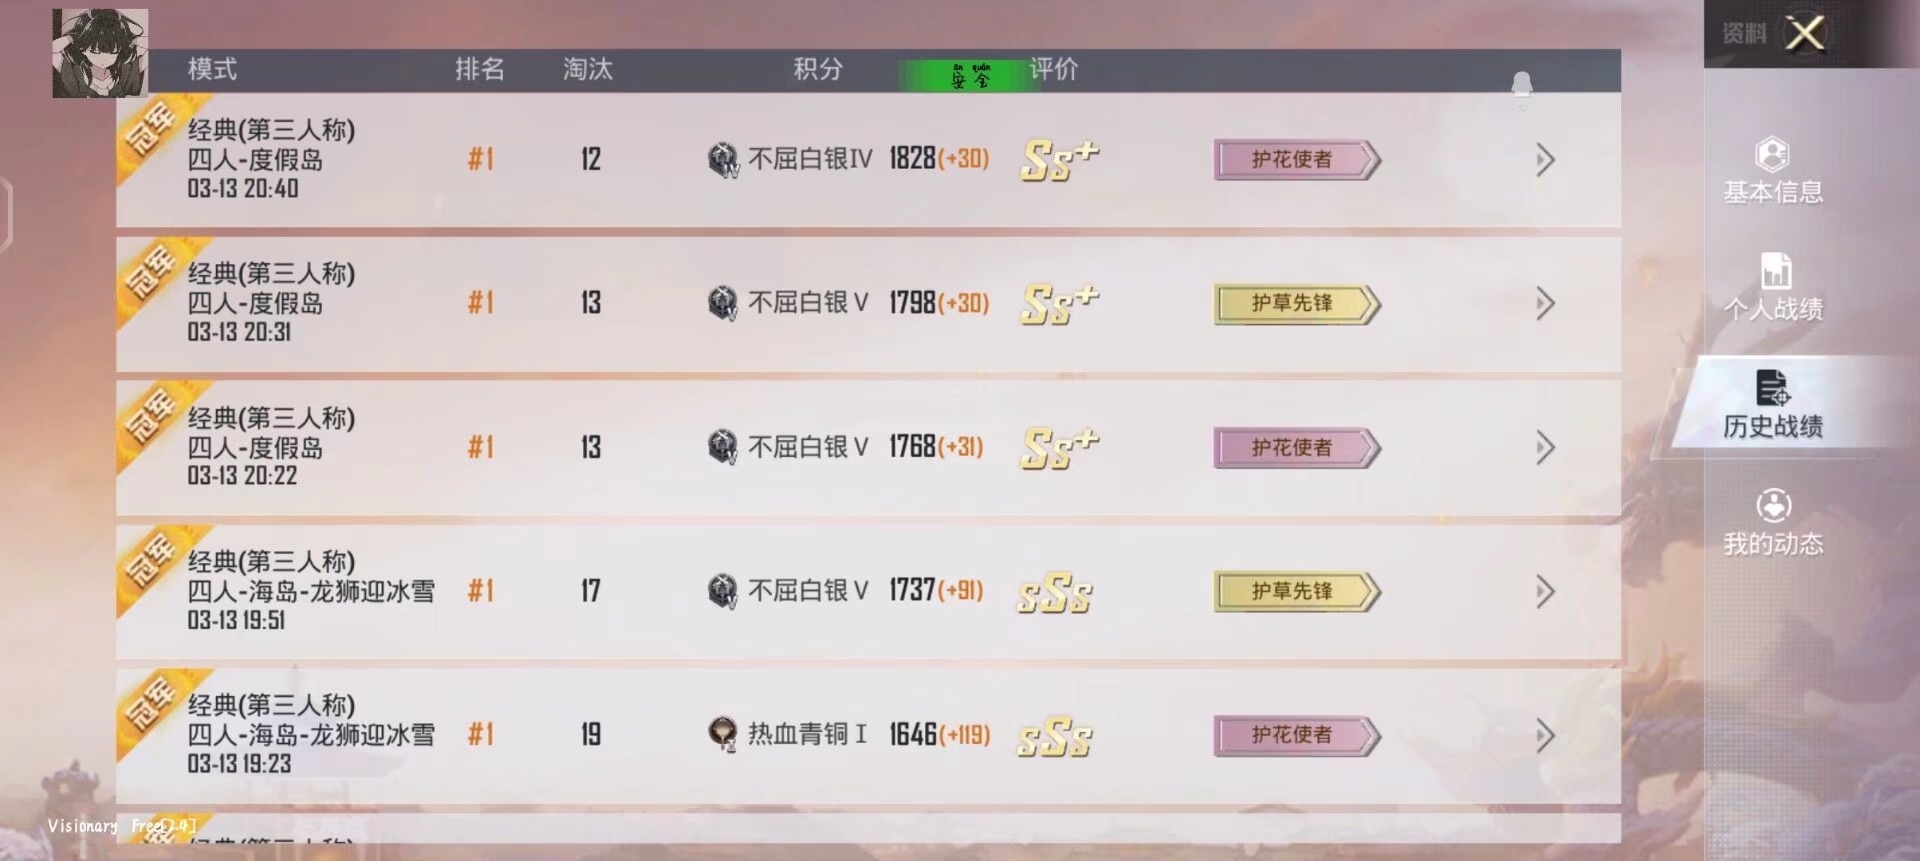 资料
模式 排名 淘汰 积分 ān quán 安全 评价
冠军
经典(第三人称)
四人-度假岛
03-13 20:40
#1 12 不屈白银IV 1828(+30) SS+ 护花使者
冠军
经典(第三人称)
四人-度假岛
03-13 20:31
#1 13 不屈白银V 1798(+30) SS+ 护草先锋
冠军
经典(第三人称)
四人-度假岛
03-13 20:22
#1 13 不屈白银V 1768(+31) SS+ 护花使者
冠军
经典(第三人称)
四人-海岛-龙狮迎冰雪
03-13 19:51
#1 17 不屈白银V 1737(+91) SSS 护草先锋
冠军
经典(第三人称)
四人-海岛-龙狮迎冰雪
03-13 19:23
#1 19 热血青铜I 1646(+119) SSS 护花使者
Visionary Free[2.4]
基本信息
个人战绩
历史战绩
我的动态